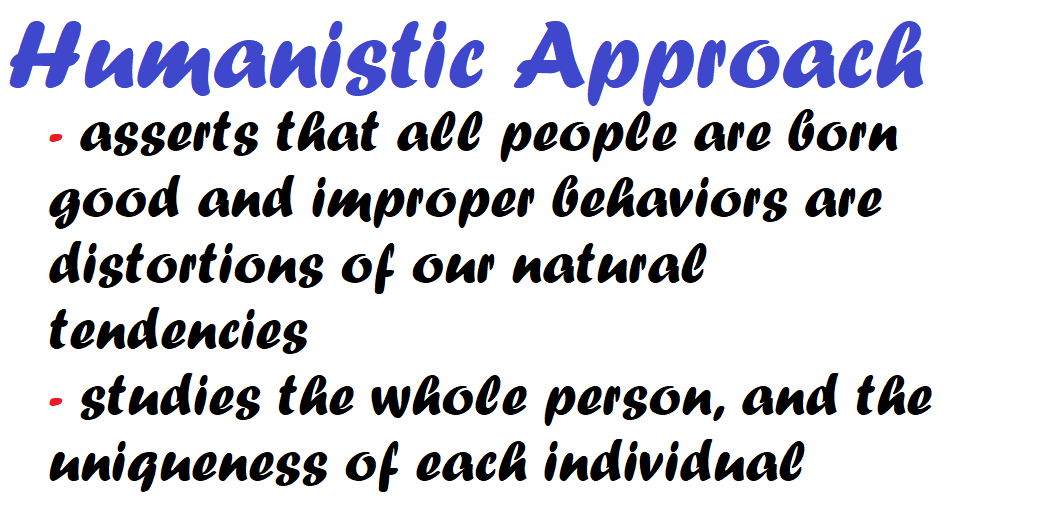 Humanistic Approach
- asserts that all people are born
good and improper behaviors are
distortions of our natural
tendencies
- studies the whole person, and the
uniqueness of each individual